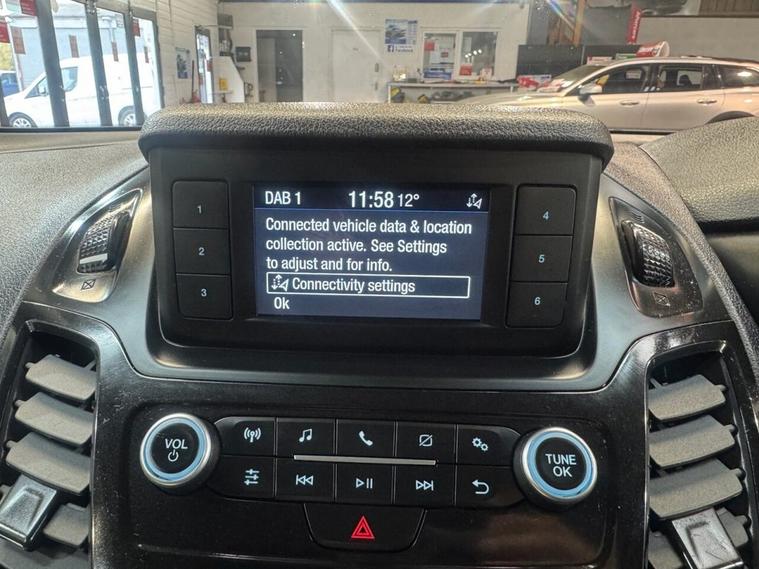 DAB 1 11:58 12°
Connected vehicle data & location
collection active. See Settings
to adjust and for info.
Connectivity settings
Ok
1
2
3
4
5
6
VOL
TUNE
OK